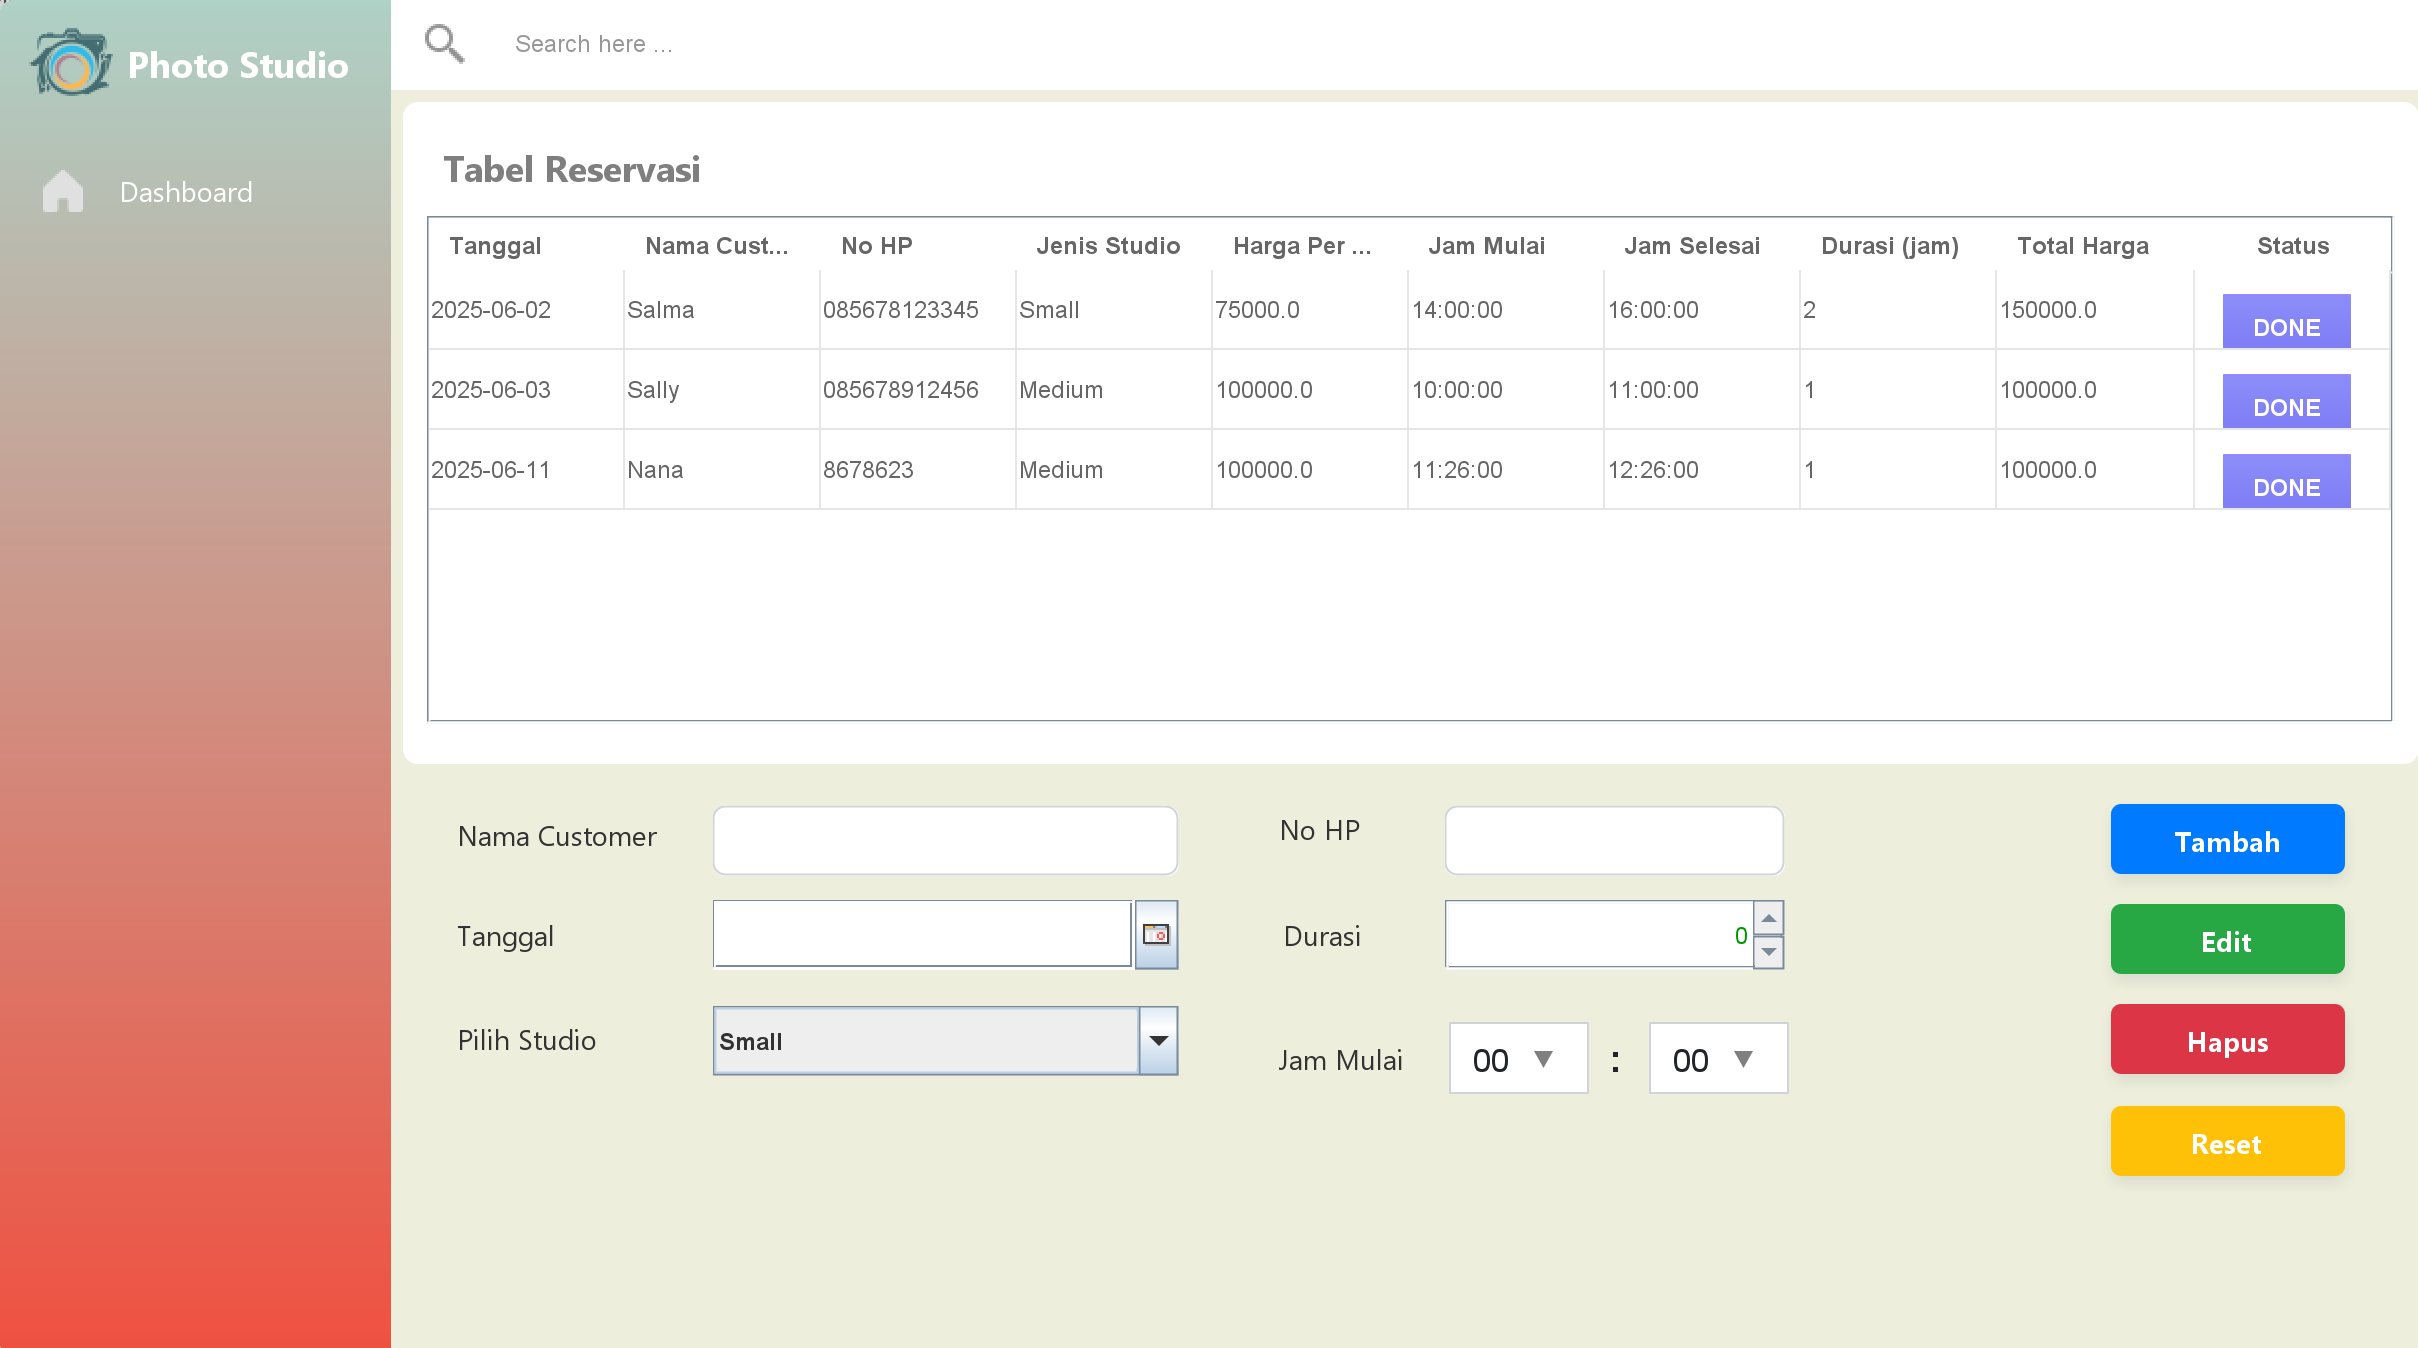 Photo Studio
Search here ...
Dashboard
Tabel Reservasi
Tanggal Nama Cust... No HP Jenis Studio Harga Per ... Jam Mulai Jam Selesai Durasi (jam) Total Harga Status
2025-06-02 Salma 085678123345 Small 75000.0 14:00:00 16:00:00 2 150000.0 DONE
2025-06-03 Sally 085678912456 Medium 100000.0 10:00:00 11:00:00 1 100000.0 DONE
2025-06-11 Nana 8678623 Medium 100000.0 11:26:00 12:26:00 1 100000.0 DONE
Nama Customer No HP Tambah
Tanggal Durasi 0 Edit
Pilih Studio Small Jam Mulai 00 : 00 Hapus
Reset